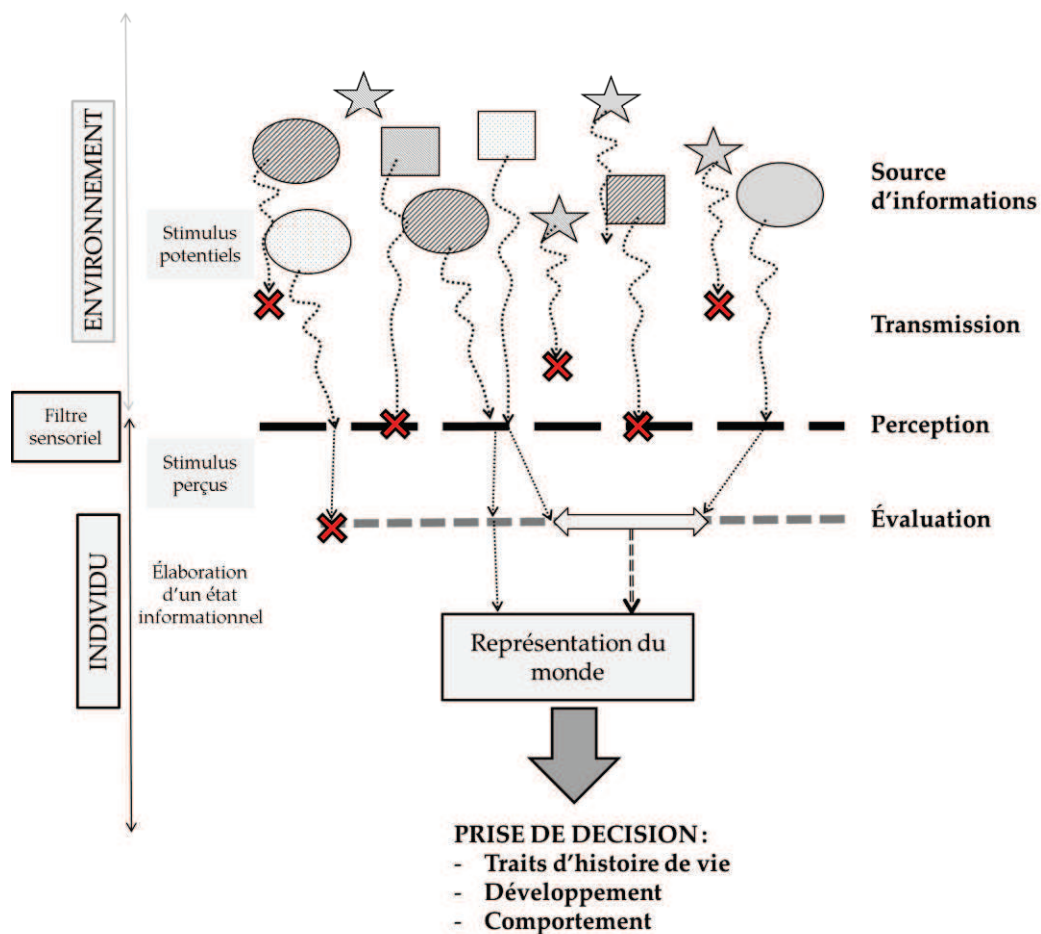 ENVIRONNEMENT
Source
d'informations
Stimulus
potentiels
Transmission
Filtre
sensoriel
Perception
Stimulus
perçus
Évaluation
INDIVIDU
Élaboration
d'un état
informationnel
Représentation du
monde
PRISE DE DECISION :
- Traits d'histoire de vie
- Développement
- Comportement